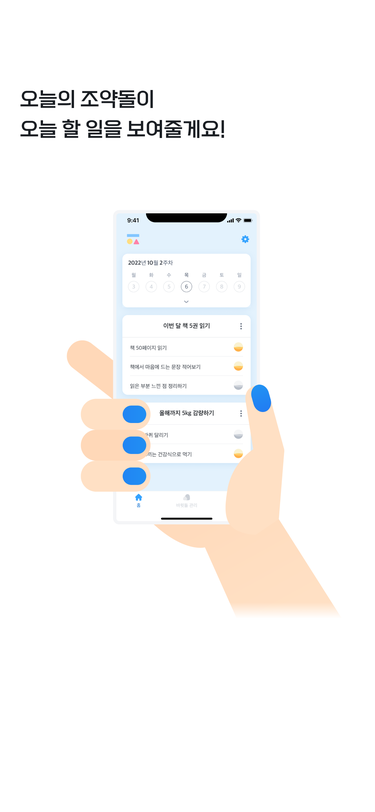 오늘의 조약돌이
오늘 할 일을 보여줄게요!
9:41
2022년 10월 2주차
월 화 수 목 금 토 일
3 4 5 6 7 8 9
이번 달 책 5권 읽기
책 50페이지 읽기
책에서 마음에 드는 문장 적어보기
읽은 부분 느낀 점 정리하기
올해까지 5kg 감량하기
달리기
건강식으로 먹기
홈